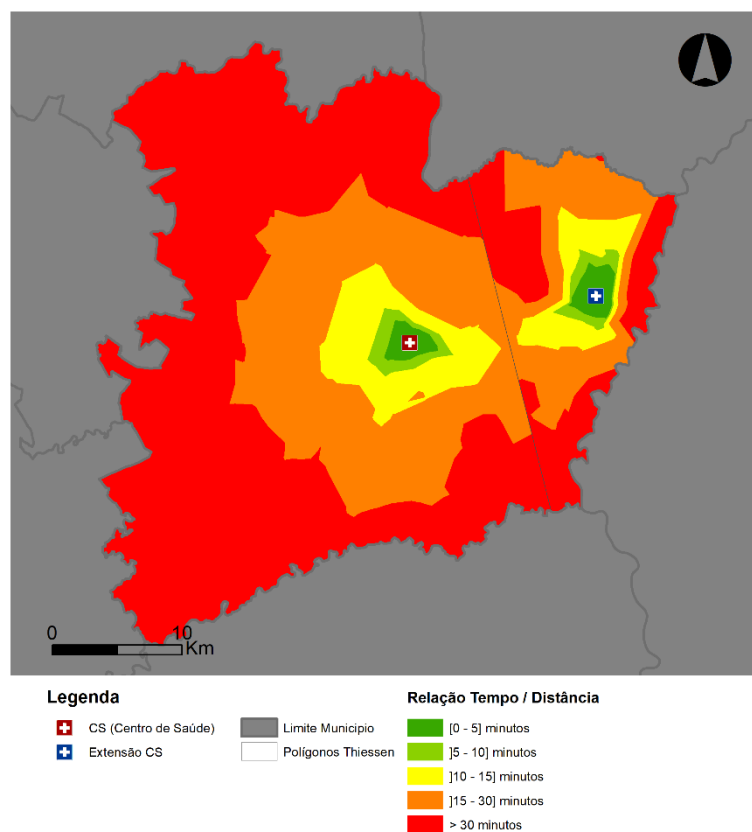 0 10
Km
Legenda
CS (Centro de Saúde)
Extensão CS
Limite Municipio
Polígonos Thiessen
Relação Tempo / Distância
[0 - 5] minutos
]5 - 10] minutos
]10 - 15] minutos
]15 - 30] minutos
> 30 minutos